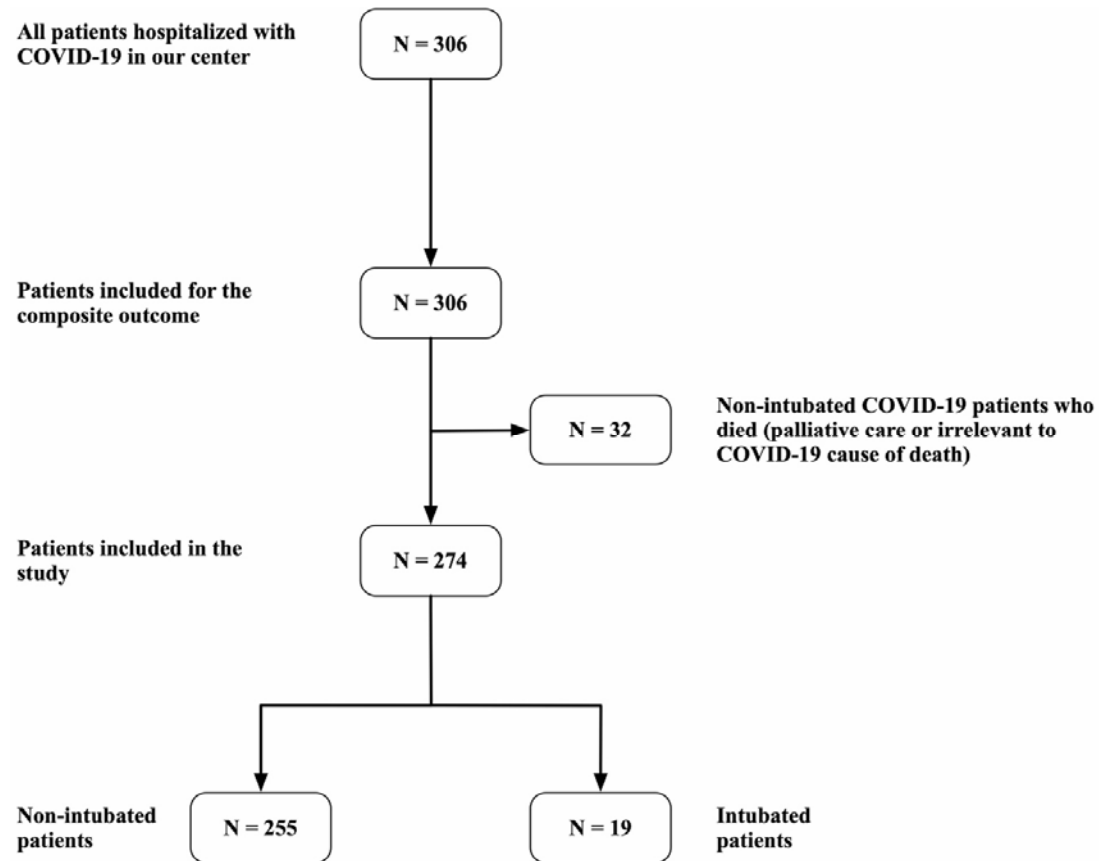 All patients hospitalized with
COVID-19 in our center
N = 306
Patients included for the
composite outcome
N = 306
N = 32
Non-intubated COVID-19 patients who
died (palliative care or irrelevant to
COVID-19 cause of death)
Patients included in the
study
N = 274
Non-intubated
patients
N = 255
N = 19
Intubated
patients